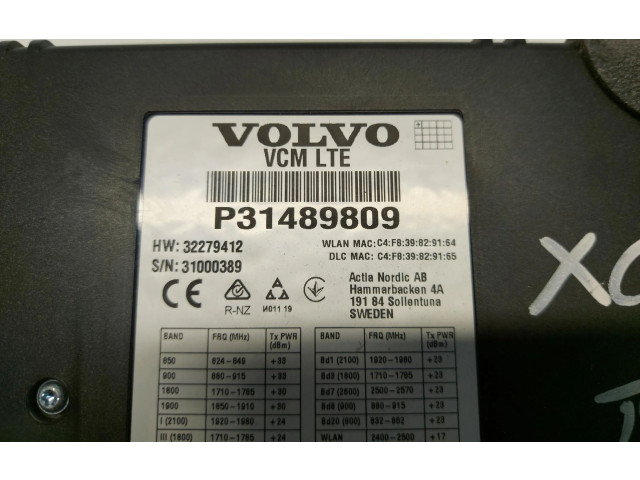 VOLVO
VCM LTE
P31489809
HW: 32279412
S/N: 31000389
WLAN MAC: C4:F8:39:82:91:64
DLC MAC: C4:F8:39:82:91:65
CE
R-NZ
И011 19
Actia Nordic AB
Hammarbacken 4A
191 84 Sollentuna
SWEDEN
BAND FRQ (MHz) Tx PWR (dBm)
850 824-849 +33
900 880-915 +33
1800 1710-1785 +30
1900 1850-1910 +30
I (2100) 1920-1980 +24
III (1800) 1710-1785 +24
BAND FRQ (MHz) Tx PWR (dBm)
Bd1 (2100) 1920-1980 +23
Bd3 (1800) 1710-1785 +23
Bd7 (2600) 2500-2570 +23
Bd8 (900) 880-915 +23
Bd20 (800) 832-862 +23
WLAN 2400-2500 +17